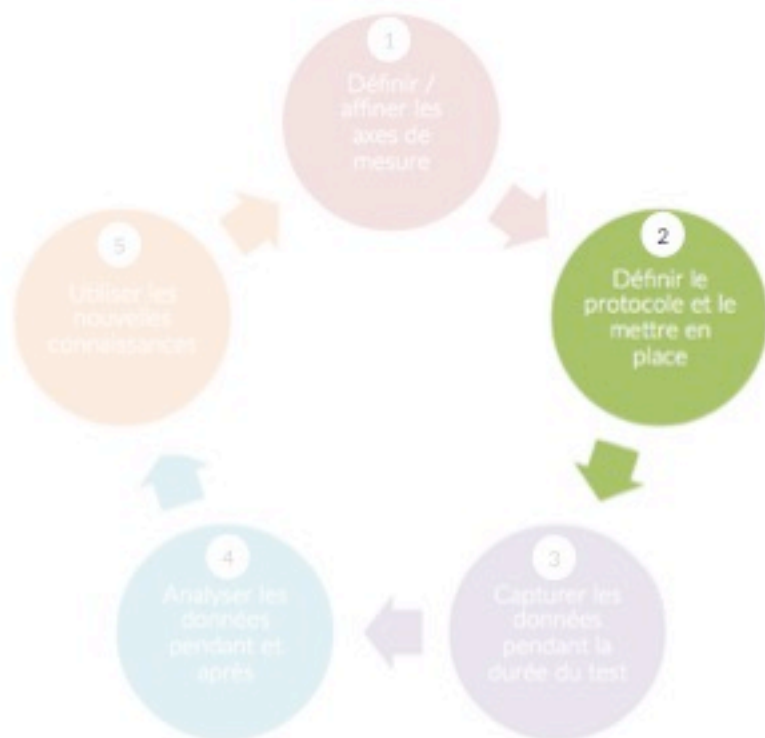 1
Définir /
affiner les
axes de
mesure
2
Définir le
protocole et le
mettre en
place
3
Capturer les
données
pendant la
durée du test
4
Analyser les
données
pendant et
après
5
Utiliser les
nouvelles
connaissances